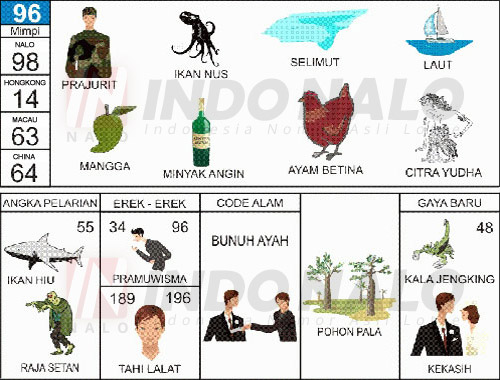 96
Mimpi
NALO
98
HONGKONG
14
MACAU
63
CHINA
64
PRAJURIT
IKAN NUS
SELIMUT
LAUT
INDO NALO
Indonesia Nomor Asli Lotre
NALO
MANGGA
MINYAK ANGIN
AYAM BETINA
CITRA YUDHA
ANGKA PELARIAN
EREK - EREK
CODE ALAM
GAYA BARU
55
34 96
48
BUNUH AYAH
IKAN HIU
PRAMUWISMA
KALA JENGKING
189 196
INDO NALO
NALO
POHON PALA
RAJA SETAN
TAHI LALAT
KEKASIH